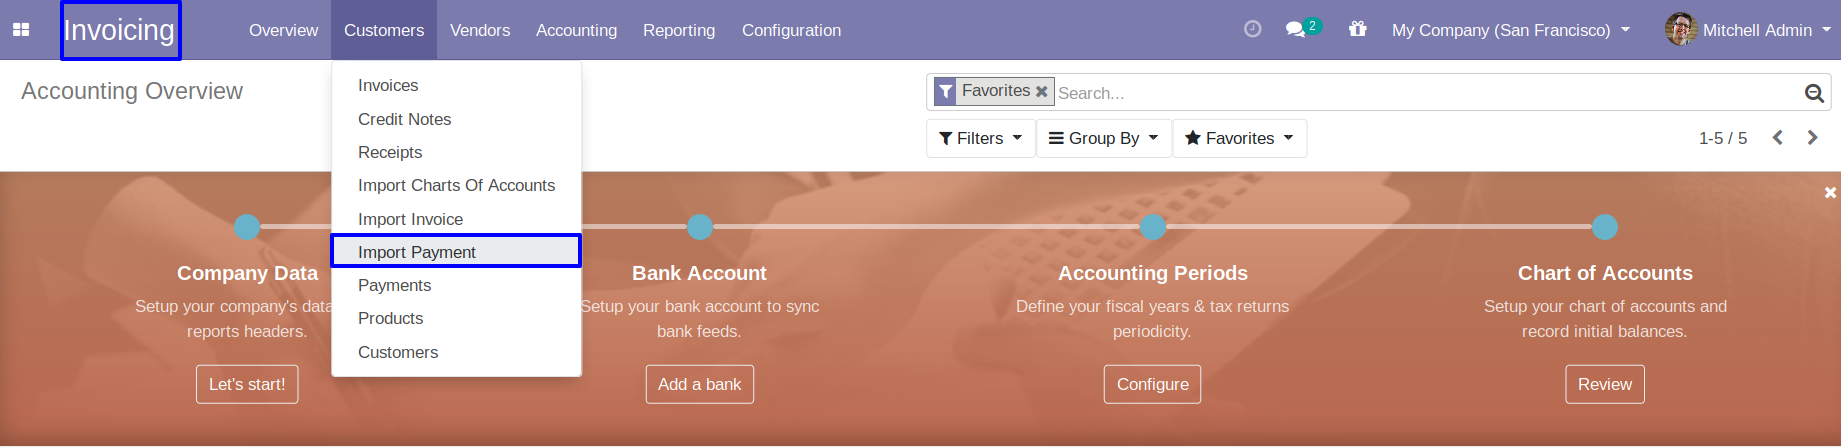 Invoicing Overview Customers Vendors Accounting Reporting Configuration 2 My Company (San Francisco) Mitchell Admin
Accounting Overview
Favorites Search...
Filters Group By Favorites 1-5 / 5
Invoices
Credit Notes
Receipts
Import Charts Of Accounts
Import Invoice
Import Payment
Payments
Products
Customers
Company Data
Setup your company's data
reports headers.
Let's start!
Bank Account
Setup your bank account to sync
bank feeds.
Add a bank
Accounting Periods
Define your fiscal years & tax returns
periodicity.
Configure
Chart of Accounts
Setup your chart of accounts and
record initial balances.
Review